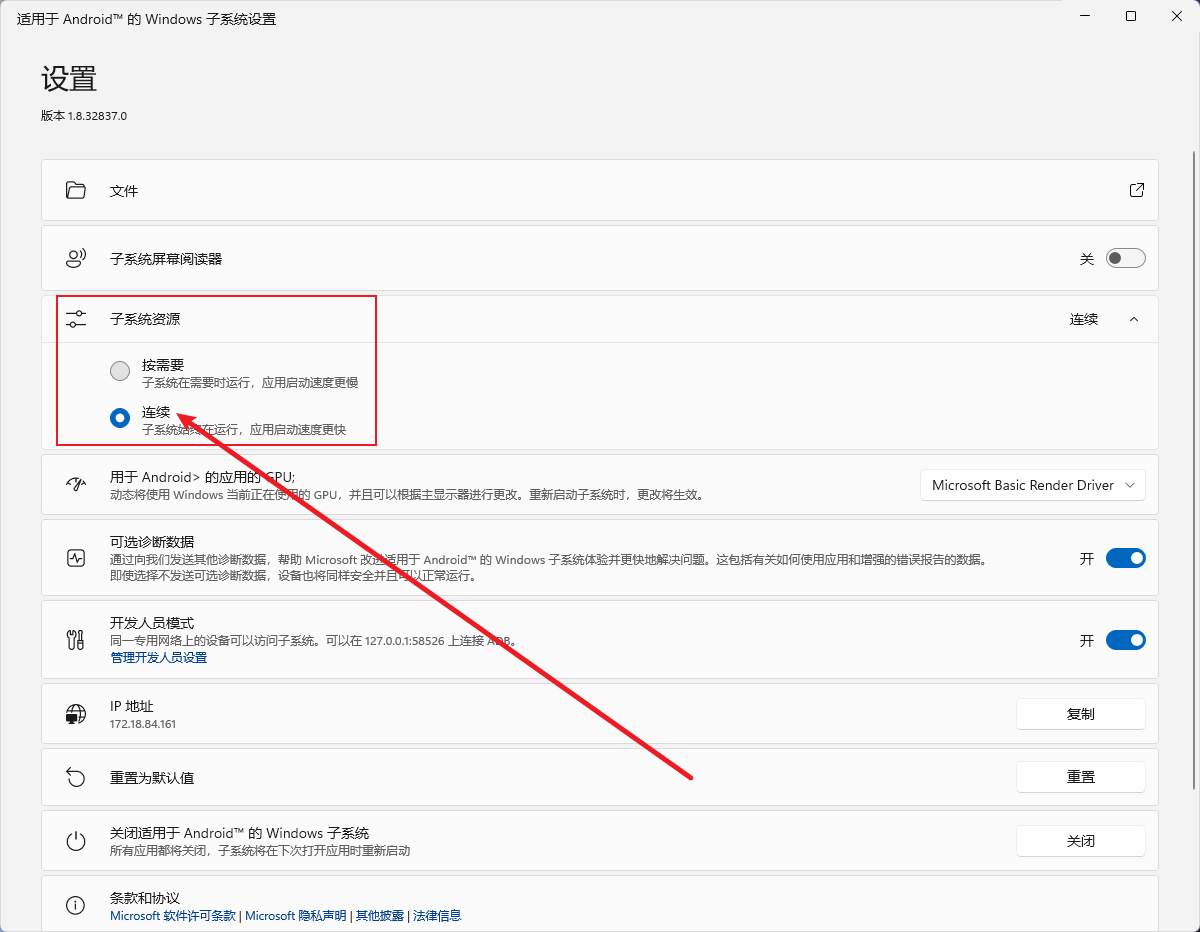 适用于 Android™ 的 Windows 子系统设置
设置
版本 1.8.32837.0
文件
子系统屏幕阅读器
关
子系统资源
连续
按需要
子系统在需要时运行，应用启动速度更慢
连续
子系统始终在运行，应用启动速度更快
用于 Android> 的应用的 GPU;
动态将使用 Windows 当前正在使用的 GPU，并且可以根据主显示器进行更改。重新启动子系统时，更改将生效。
Microsoft Basic Render Driver
可选诊断数据
通过向我们发送其他诊断数据，帮助 Microsoft 改进适用于 Android™ 的 Windows 子系统体验并更快地解决问题。这包括有关如何使用应用和增强的错误报告的数据。
即使选择不发送可选诊断数据，设备也将同样安全并且可以正常运行。
开
开发人员模式
同一专用网络上的设备可以访问子系统。可以在 127.0.0.1:58526 上连接 ADB。
管理开发人员设置
开
IP 地址
172.18.84.161
复制
重置为默认值
重置
关闭适用于 Android™ 的 Windows 子系统
所有应用都将关闭，子系统将在下次打开应用时重新启动
关闭
条款和协议
Microsoft 软件许可条款 | Microsoft 隐私声明 | 其他披露 | 法律信息